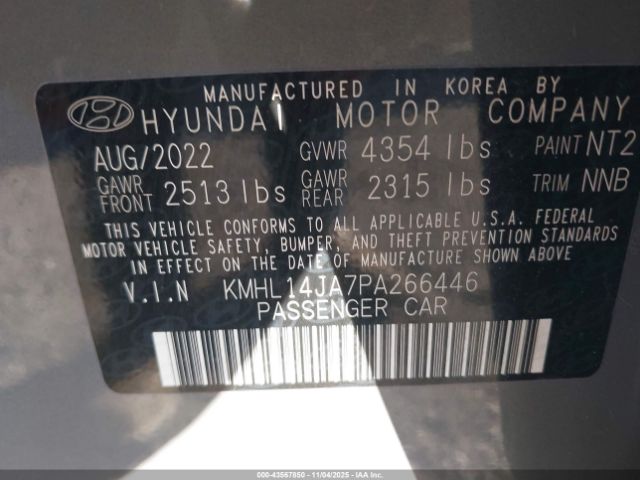 MANUFACTURED IN KOREA BY
HYUNDAI MOTOR COMPANY
AUG/2022 GVWR 4354 lbs PAINT NT2
GAWR FRONT 2513 lbs GAWR REAR 2315 lbs TRIM NNB
THIS VEHICLE CONFORMS TO ALL APPLICABLE U.S.A. FEDERAL
MOTOR VEHICLE SAFETY, BUMPER, AND THEFT PREVENTION STANDARDS
IN EFFECT ON THE DATE OF MANUFACTURE SHOWN ABOVE
V.I.N KMHL14JA7PA266446
PASSENGER CAR
000-43567850 - 11/04/2025 - IAAI.COM